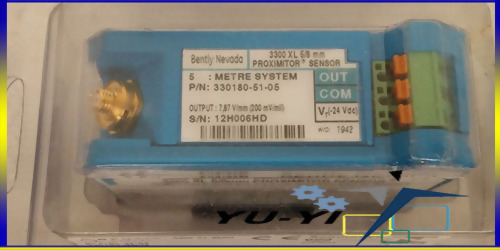 Bently Nevada
3300 XL 5/8 mm
PROXIMITOR® SENSOR
5 : METRE SYSTEM
P/N: 330180-51-05
OUT
COM
OUTPUT : 7,87 V/mm (200 mV/mil)
VT(-24 Vdc)
S/N: 12H006HD
W/O: 1942
YU-YI